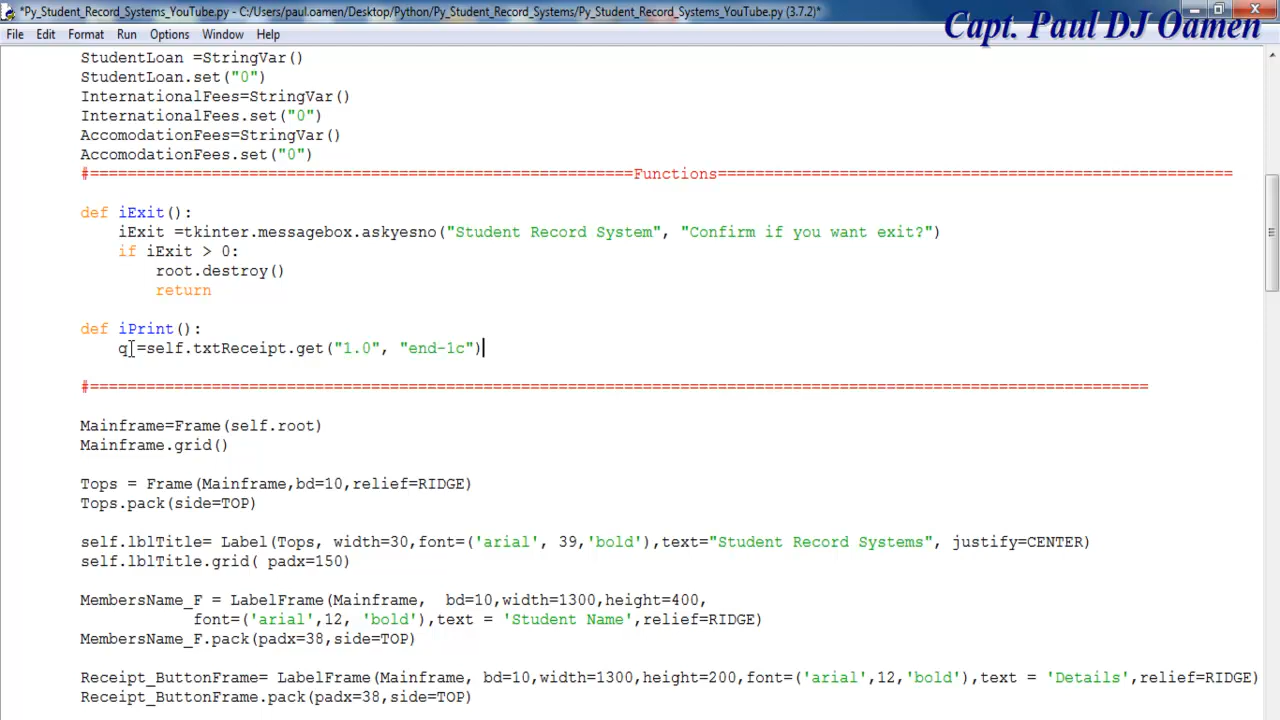 *Py_Student_Record_Systems_YouTube.py - C:/Users/paul.oamen/Desktop/Python/Py_Student_Record_Systems/Py_Student_Record_Systems_YouTube.py (3.7.2)*
Capt. Paul DJ Oamen
File Edit Format Run Options Window Help
StudentLoan =StringVar()
StudentLoan.set("0")
InternationalFees=StringVar()
InternationalFees.set("0")
AccomodationFees=StringVar()
AccomodationFees.set("0")
#==========================================================Functions=======================================================
def iExit():
iExit =tkinter.messagebox.askyesno("Student Record System", "Confirm if you want exit?")
if iExit > 0:
root.destroy()
return
def iPrint():
q =self.txtReceipt.get("1.0", "end-1c")
#=================================================================================================================
Mainframe=Frame(self.root)
Mainframe.grid()
Tops = Frame(Mainframe,bd=10,relief=RIDGE)
Tops.pack(side=TOP)
self.lblTitle= Label(Tops, width=30,font=('arial', 39,'bold'),text="Student Record Systems", justify=CENTER)
self.lblTitle.grid( padx=150)
MembersName_F = LabelFrame(Mainframe,  bd=10,width=1300,height=400,
font=('arial',12, 'bold'),text = 'Student Name',relief=RIDGE)
MembersName_F.pack(padx=38,side=TOP)
Receipt_ButtonFrame= LabelFrame(Mainframe, bd=10,width=1300,height=200,font=('arial',12,'bold'),text = 'Details',relief=RIDGE)
Receipt_ButtonFrame.pack(padx=38,side=TOP)